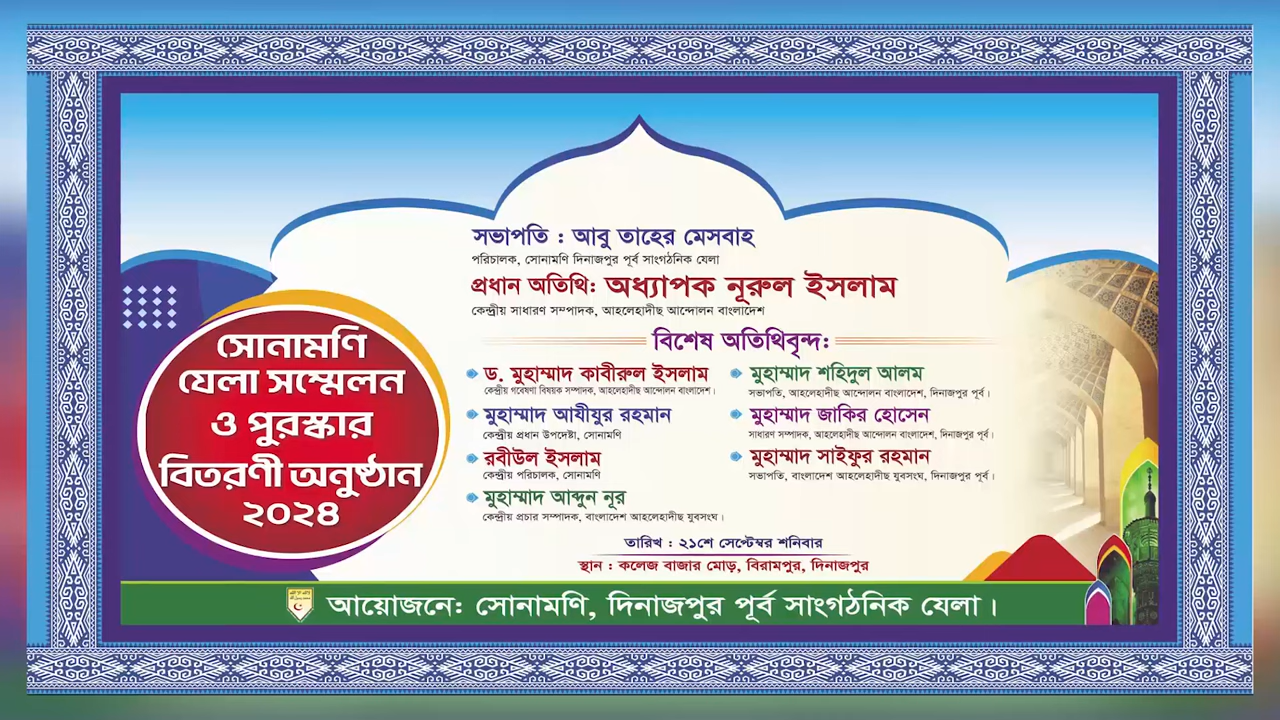 সভাপতি : আবু তাহের মেসবাহ
পরিচালক, সোনামণি দিনাজপুর পূর্ব সাংগঠনিক যেলা
প্রধান অতিথি: অধ্যাপক নূরুল ইসলাম
কেন্দ্রীয় সাধারণ সম্পাদক, আহলেহাদীছ আন্দোলন বাংলাদেশ
বিশেষ অতিথিবৃন্দ:
ড. মুহাম্মাদ কাবীরুল ইসলাম
কেন্দ্রীয় গবেষণা বিষয়ক সম্পাদক, আহলেহাদীছ আন্দোলন বাংলাদেশ।
মুহাম্মাদ আযীযুর রহমান
কেন্দ্রীয় প্রধান উপদেষ্টা, সোনামণি
রবীউল ইসলাম
কেন্দ্রীয় পরিচালক, সোনামণি
মুহাম্মাদ আব্দুন নূর
কেন্দ্রীয় প্রচার সম্পাদক, বাংলাদেশ আহলেহাদীছ যুবসংঘ।
মুহাম্মাদ শহিদুল আলম
সভাপতি, আহলেহাদীছ আন্দোলন বাংলাদেশ, দিনাজপুর পূর্ব।
মুহাম্মাদ জাকির হোসেন
সাধারণ সম্পাদক, আহলেহাদীছ আন্দোলন বাংলাদেশ, দিনাজপুর পূর্ব।
মুহাম্মাদ সাইফুর রহমান
সভাপতি, বাংলাদেশ আহলেহাদীছ যুবসংঘ, দিনাজপুর পূর্ব।
সোনামণি
যেলা সম্মেলন
ও পুরস্কার
বিতরণী অনুষ্ঠান
২০২৪
তারিখ : ২১শে সেপ্টেম্বর শনিবার
স্থান : কলেজ বাজার মোড়, বিরামপুর, দিনাজপুর
আয়োজনে: সোনামণি, দিনাজপুর পূর্ব সাংগঠনিক যেলা।